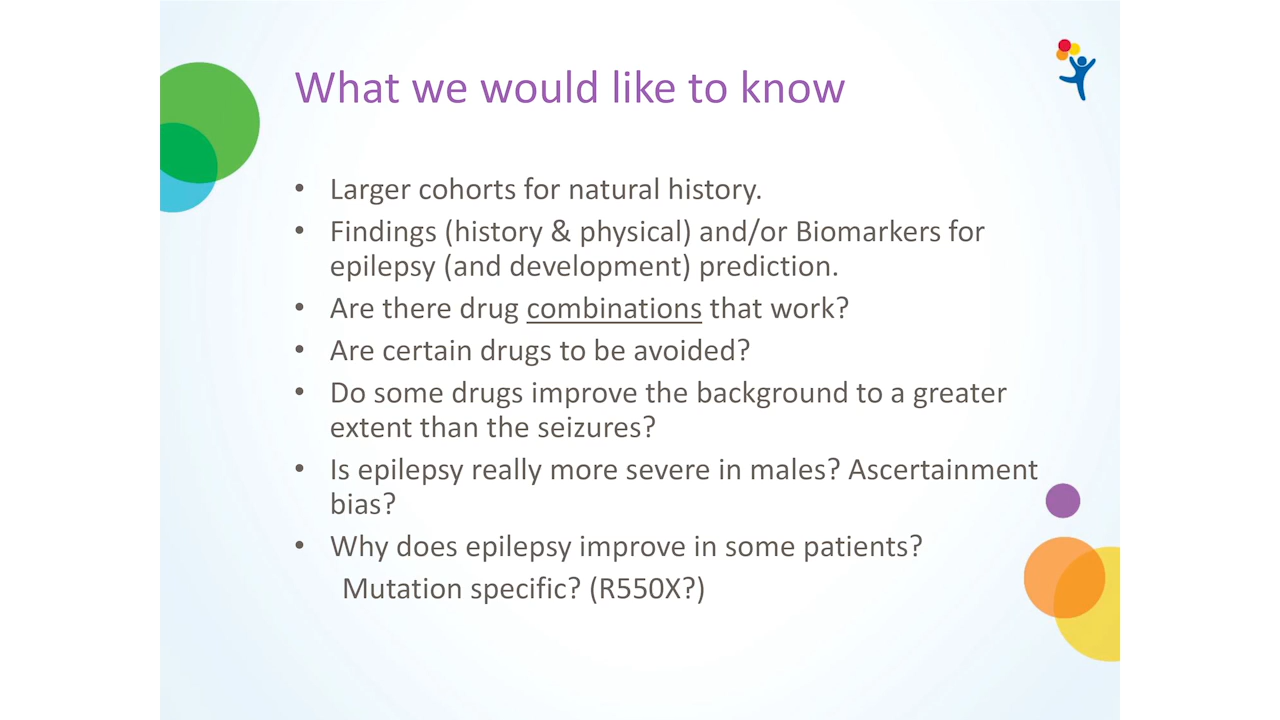 What we would like to know
• Larger cohorts for natural history.
• Findings (history & physical) and/or Biomarkers for
epilepsy (and development) prediction.
• Are there drug combinations that work?
• Are certain drugs to be avoided?
• Do some drugs improve the background to a greater
extent than the seizures?
• Is epilepsy really more severe in males? Ascertainment
bias?
• Why does epilepsy improve in some patients?
Mutation specific? (R550X?)